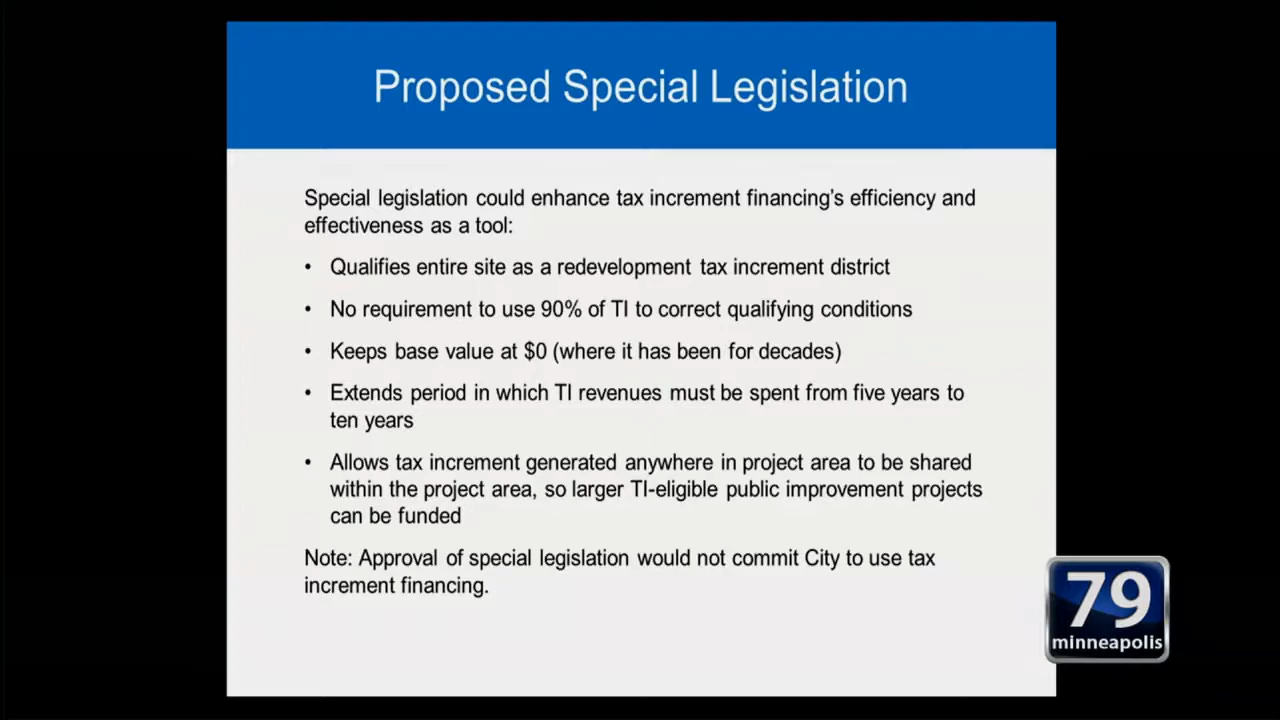 Proposed Special Legislation
Special legislation could enhance tax increment financing’s efficiency and
effectiveness as a tool:
• Qualifies entire site as a redevelopment tax increment district
• No requirement to use 90% of TI to correct qualifying conditions
• Keeps base value at $0 (where it has been for decades)
• Extends period in which TI revenues must be spent from five years to
ten years
• Allows tax increment generated anywhere in project area to be shared
within the project area, so larger TI-eligible public improvement projects
can be funded
Note: Approval of special legislation would not commit City to use tax
increment financing.
79
minneapolis